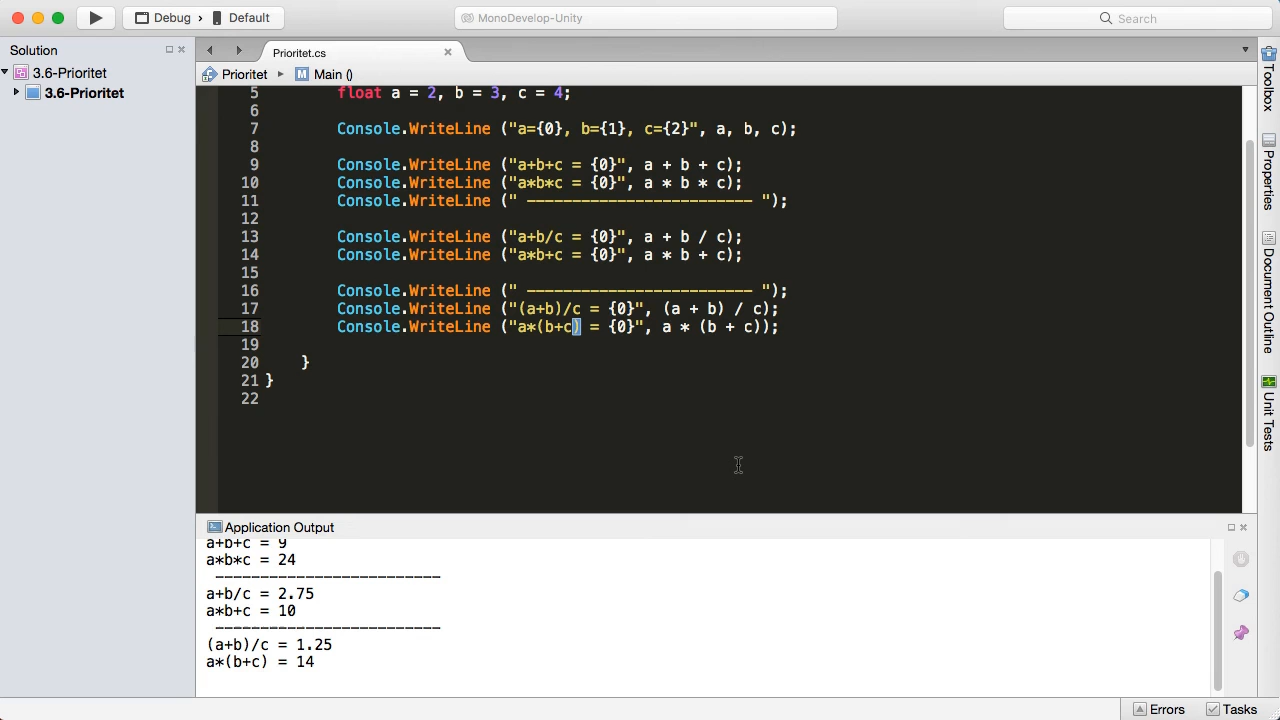 Debug > Default
MonoDevelop-Unity
Search
Solution
3.6-Prioritet
3.6-Prioritet
Prioritet.cs
Prioritet ▸ M Main ()
5 float a = 2, b = 3, c = 4;
6
7 Console.WriteLine ("a={0}, b={1}, c={2}", a, b, c);
8
9 Console.WriteLine ("a+b+c = {0}", a + b + c);
10 Console.WriteLine ("a*b*c = {0}", a * b * c);
11 Console.WriteLine (" ------------------------- ");
12
13 Console.WriteLine ("a+b/c = {0}", a + b / c);
14 Console.WriteLine ("a*b+c = {0}", a * b + c);
15
16 Console.WriteLine (" ------------------------- ");
17 Console.WriteLine ("(a+b)/c = {0}", (a + b) / c);
18 Console.WriteLine ("a*(b+c) = {0}", a * (b + c));
19
20 }
21 }
22
Toolbox
Properties
Document Outline
Unit Tests
Application Output
a+b+c = 9
a*b*c = 24
-------------------------
a+b/c = 2.75
a*b+c = 10
-------------------------
(a+b)/c = 1.25
a*(b+c) = 14
Errors
Tasks